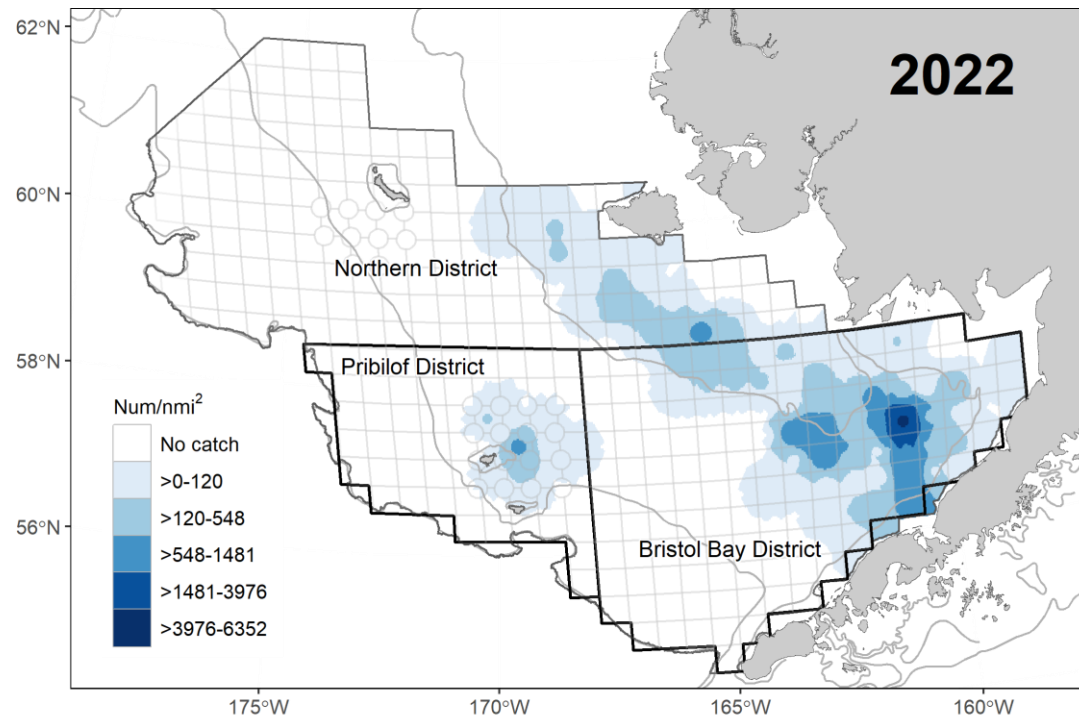 62°N
2022
60°N
Northern District
58°N
Pribilof District
Num/nmi²
No catch
>0-120
>120-548
>548-1481
>1481-3976
>3976-6352
56°N
Bristol Bay District
175°W
170°W
165°W
160°W